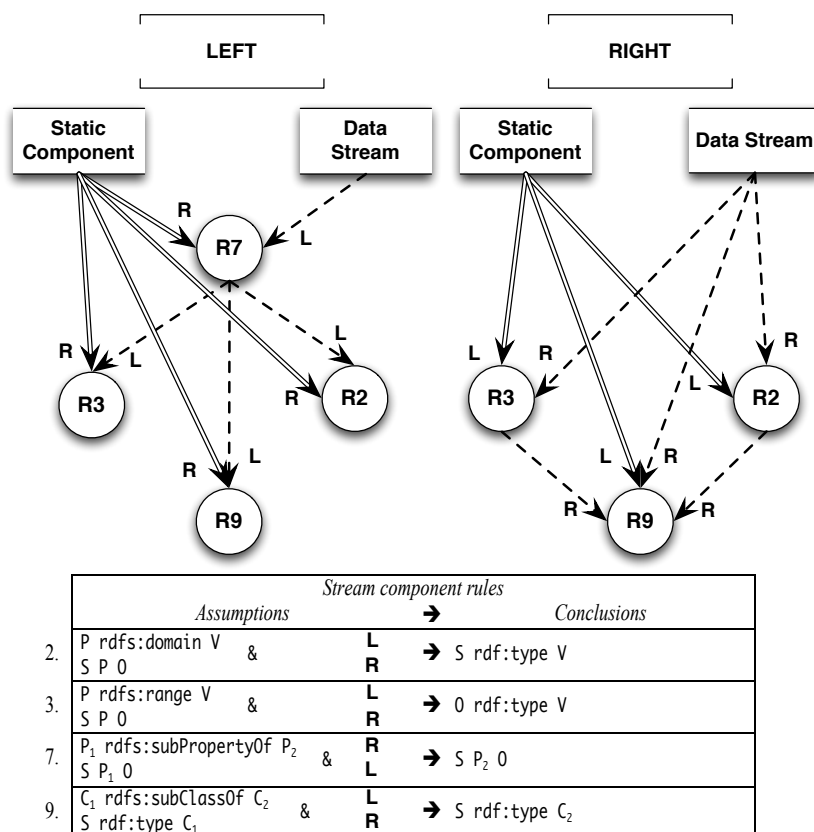 LEFT
RIGHT
Static
Component
Data
Stream
Static
Component
Data Stream
R
L
R7
R
L
L
R
L
R
R3
R2
R3
L
R2
R
L
R
L
R
L
R
R9
R
R9
R
Stream component rules
Assumptions ➔ Conclusions
2. P rdfs:domain V & L
S P O R ➔ S rdf:type V
3. P rdfs:range V & L
S P O R ➔ O rdf:type V
7. P₁ rdfs:subPropertyOf P₂ & R
S P₁ O L ➔ S P₂ O
9. C₁ rdfs:subClassOf C₂ & L
S rdf:type C₁ R ➔ S rdf:type C₂